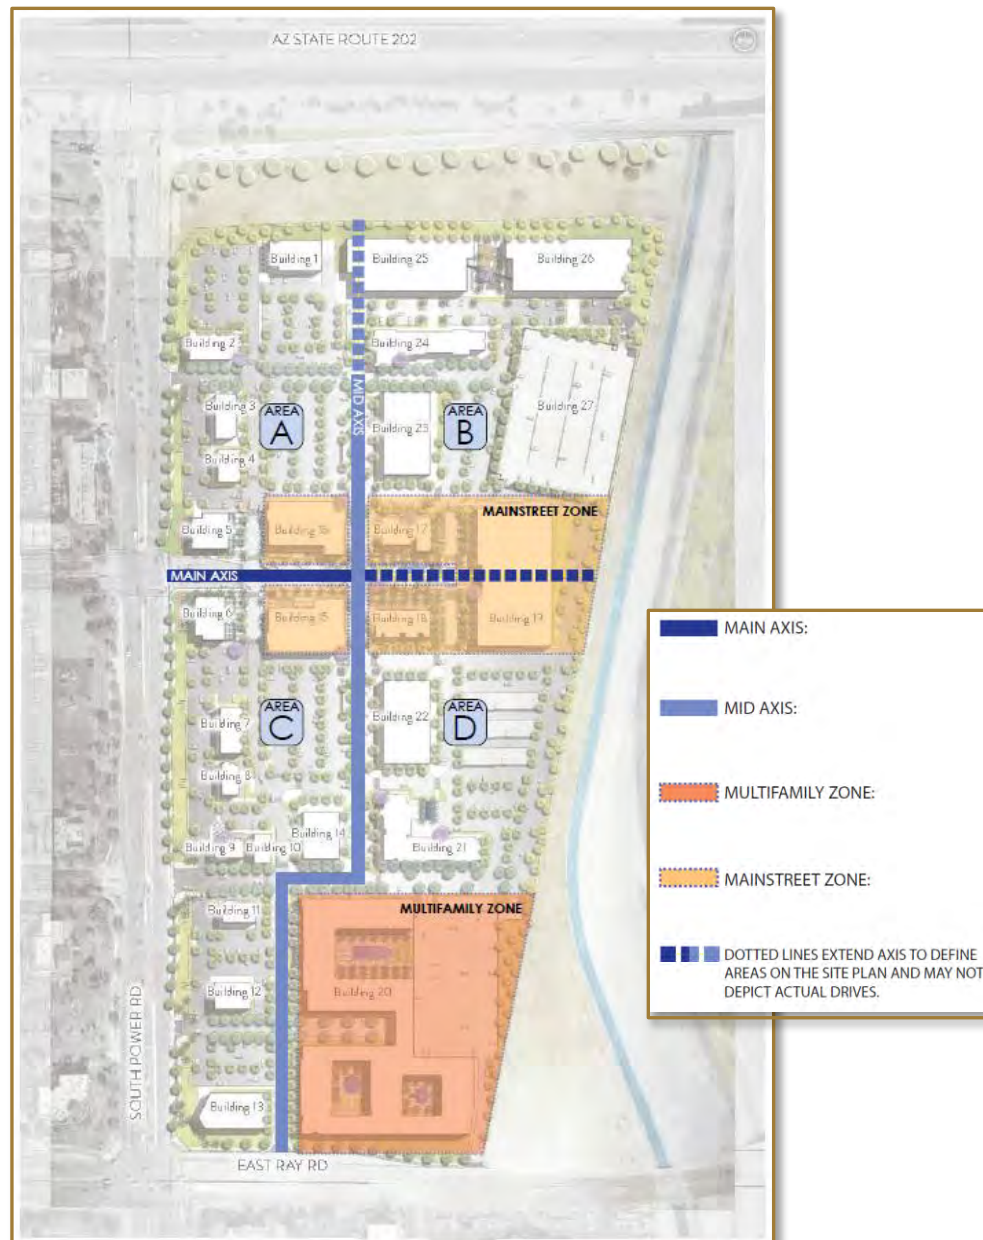 AZ STATE ROUTE 202
Building 1
Building 25
Building 26
Building 2
Building 24
MID AXIS
Building 3
AREA
A
Building 23
AREA
B
Building 27
Building 4
MAINSTREET ZONE
Building 5
Building 16
Building 17
MAIN AXIS
Building 6
Building 15
Building 18
Building 19
Building 7
AREA
C
Building 22
AREA
D
Building 8
Building 14
Building 9
Building 10
Building 21
Building 11
MULTIFAMILY ZONE
Building 12
Building 20
SOUTH POWER RD
Building 13
EAST RAY RD
MAIN AXIS:
MID AXIS:
MULTIFAMILY ZONE:
MAINSTREET ZONE:
DOTTED LINES EXTEND AXIS TO DEFINE
AREAS ON THE SITE PLAN AND MAY NOT
DEPICT ACTUAL DRIVES.